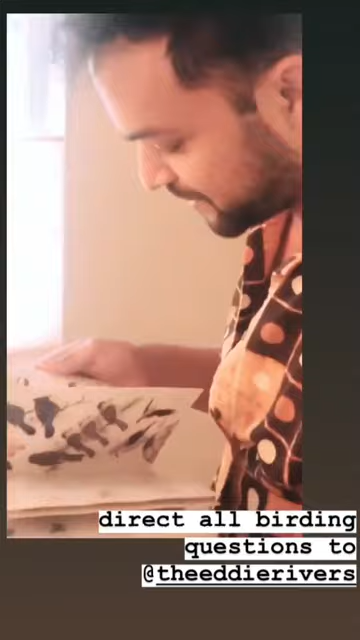 direct all birding
questions to
@theeddierivers